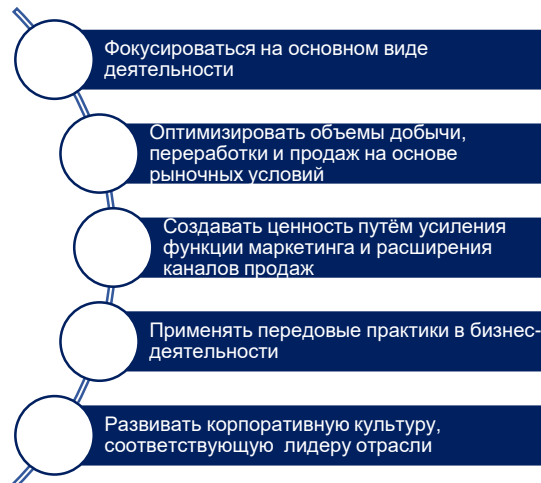 Фокусироваться на основном виде
деятельности
Оптимизировать объемы добычи,
переработки и продаж на основе
рыночных условий
Создавать ценность путём усиления
функции маркетинга и расширения
каналов продаж
Применять передовые практики в бизнес-
деятельности
Развивать корпоративную культуру,
соответствующую лидеру отрасли